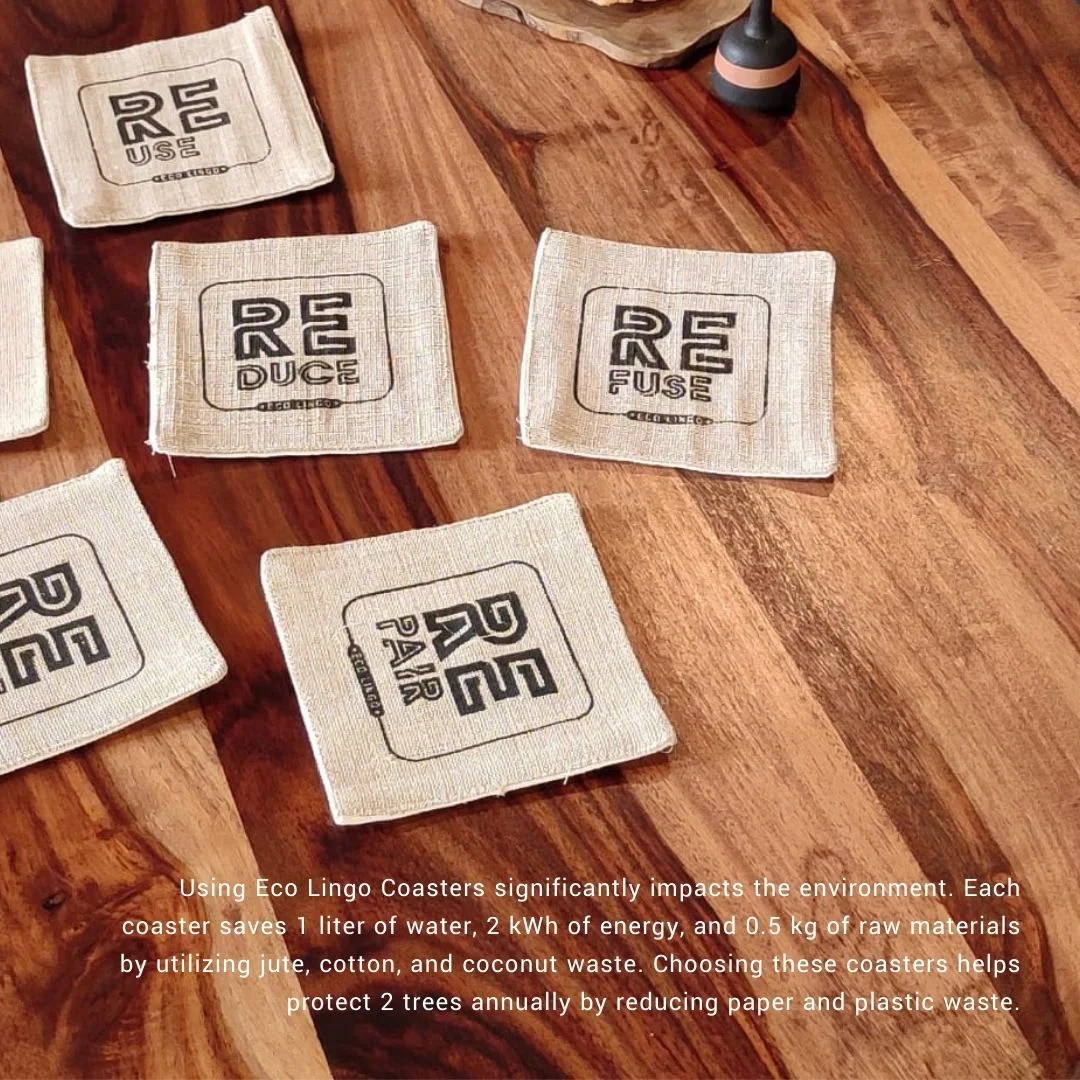 RE
USE
ECO LINGO
RE
DUCE
ECO LINGO
RE
FUSE
ECO LINGO
RE
RE
PAIR
ECO LINGO
Using Eco Lingo Coasters significantly impacts the environment. Each
coaster saves 1 liter of water, 2 kWh of energy, and 0.5 kg of raw materials
by utilizing jute, cotton, and coconut waste. Choosing these coasters helps
protect 2 trees annually by reducing paper and plastic waste.